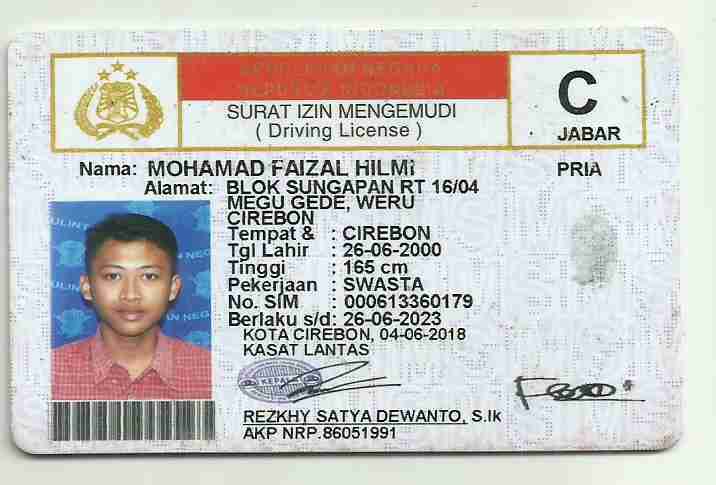 KEPOLISIAN NEGARA
REPUBLIK INDONESIA
SURAT IZIN MENGEMUDI
( Driving License )
C
JABAR
Nama: MOHAMAD FAIZAL HILMI
PRIA
Alamat: BLOK SUNGAPAN RT 16/04
MEGU GEDE, WERU
CIREBON
Tempat & : CIREBON
Tgl Lahir : 26-06-2000
Tinggi : 165 cm
Pekerjaan : SWASTA
No. SIM : 000613360179
Berlaku s/d: 26-06-2023
KOTA CIREBON, 04-06-2018
KASAT LANTAS
KEPALA
REZKHY SATYA DEWANTO, S.Ik
AKP NRP.86051991